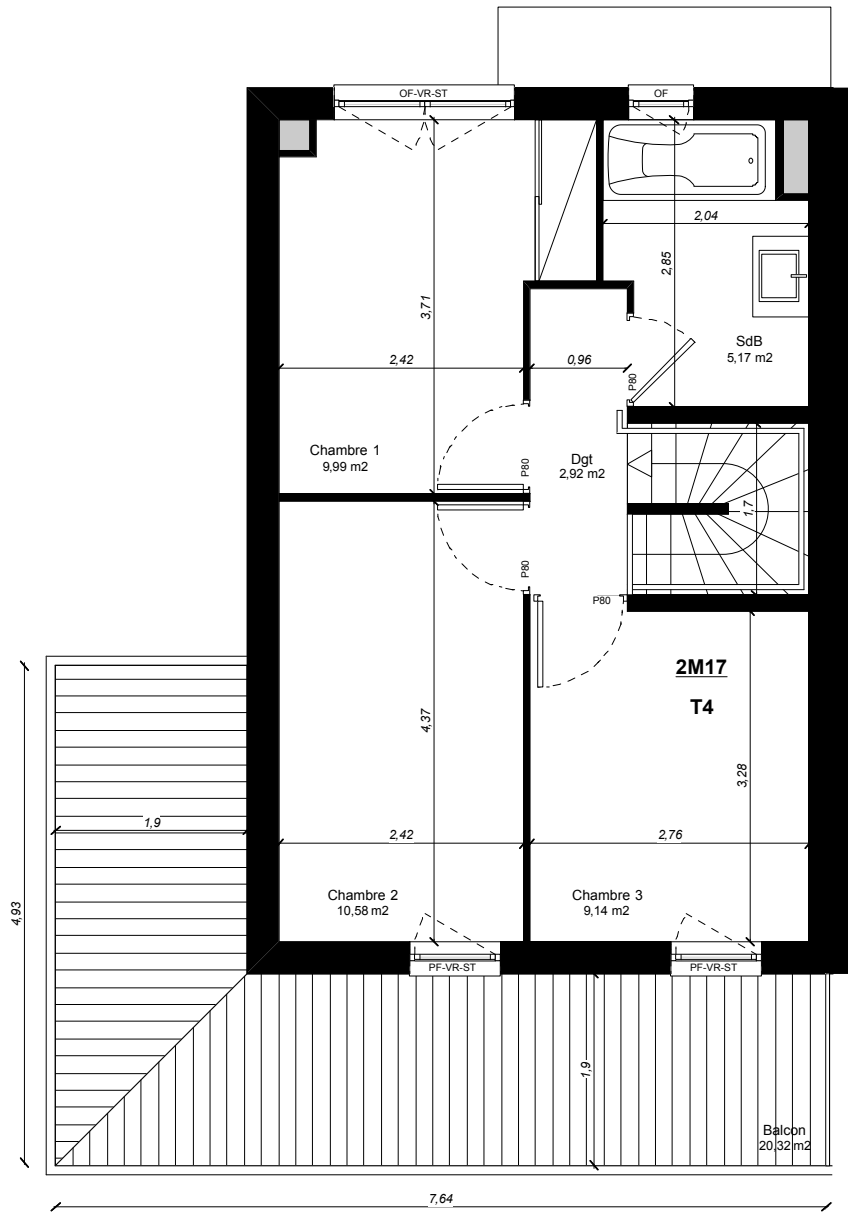 OF-VR-ST
OF
2,04
2,85
3,71
SdB
5,17 m2
2,42
0,96
P80
Chambre 1
9,99 m2
Dgt
2,92 m2
P80
1,7
P80
P80
2M17
T4
4,37
3,28
1,9
2,42
2,76
Chambre 2
10,58 m2
Chambre 3
9,14 m2
4,93
PF-VR-ST
PF-VR-ST
1,9
Balcon
20,32 m2
7,64